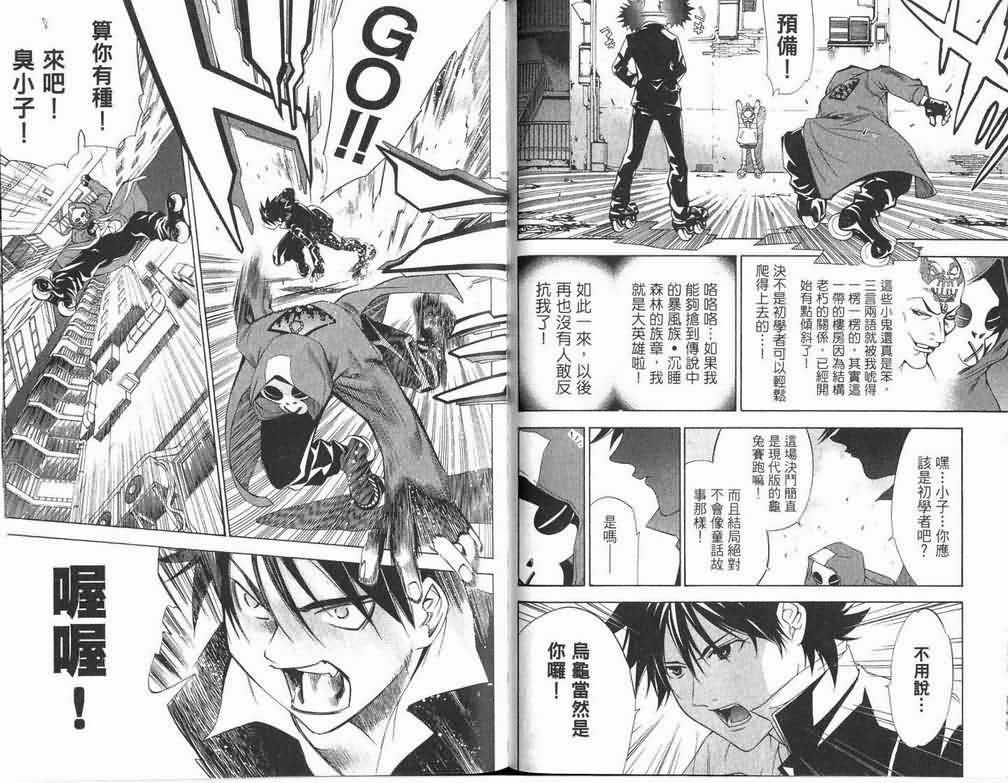 預備！
這些小鬼還真是笨，
三言兩語就被我唬得
一愣一愣的，其實這
一帶的樓房因為結構
老朽的關係，已經開
始有點傾斜了！
決不是初學者可以輕鬆
爬得上去的…！
咯咯咯…如果我
能夠搶到傳說中
的暴風族•沉睡
森林的族章，我
就是大英雄啦！
如此一來，以後
再也沒有人敢反
抗我了！
嘿…小子…你應
該是初學者吧？
這場決鬥簡直
是現代版的龜
兔賽跑嘛！
而且結局絕對
不會像童話故
事那樣！
是嗎
不用說…
烏龜當然是
你囉！
GO!!
算你有種！
來吧！
臭小子！
喔
喔！